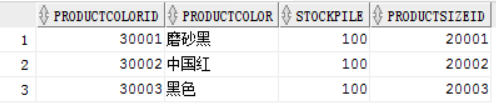 PRODUCTCOLORID PRODUCTCOLOR STOCKPILE PRODUCTSIZEID
1 30001 磨砂黑 100 20001
2 30002 中国红 100 20002
3 30003 黑色 100 20003